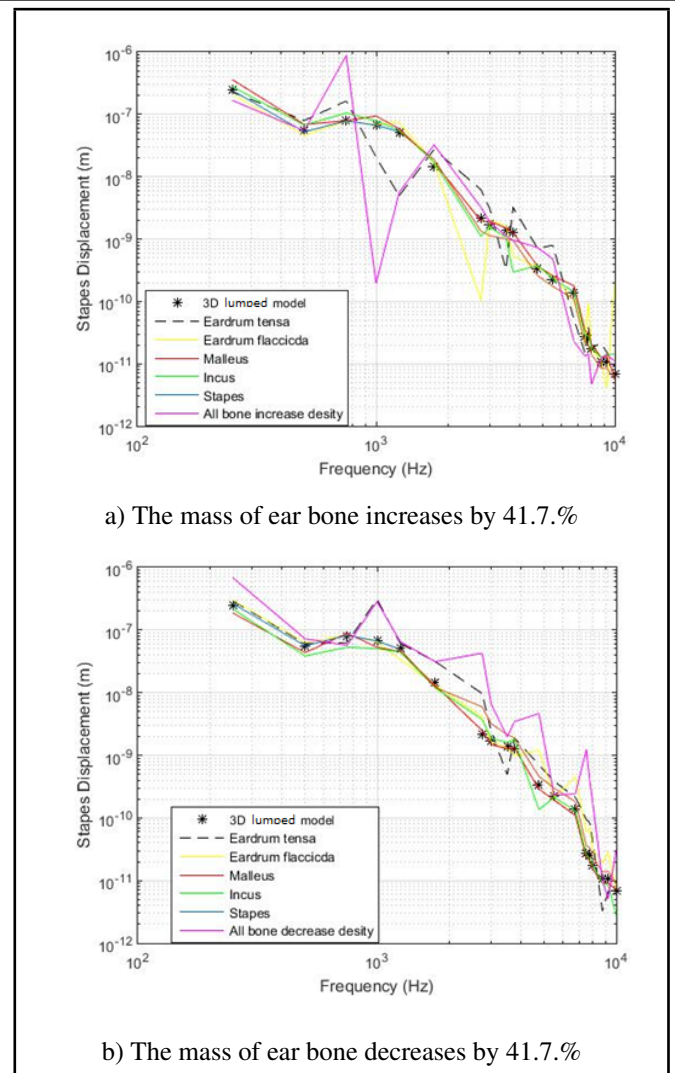 10^-6
10^-7
10^-8
10^-9
10^-10
10^-11
10^-12
Stapes Displacement (m)
3D lumped model
Eardrum tensa
Eardrum flaccicda
Malleus
Incus
Stapes
All bone increase desity
10^2
10^3
10^4
Frequency (Hz)
a) The mass of ear bone increases by 41.7.%
10^-6
10^-7
10^-8
10^-9
10^-10
10^-11
10^-12
Stapes Displacement (m)
3D lumped model
Eardrum tensa
Eardrum flaccicda
Malleus
Incus
Stapes
All bone decrease desity
10^2
10^3
10^4
Frequency (Hz)
b) The mass of ear bone decreases by 41.7.%